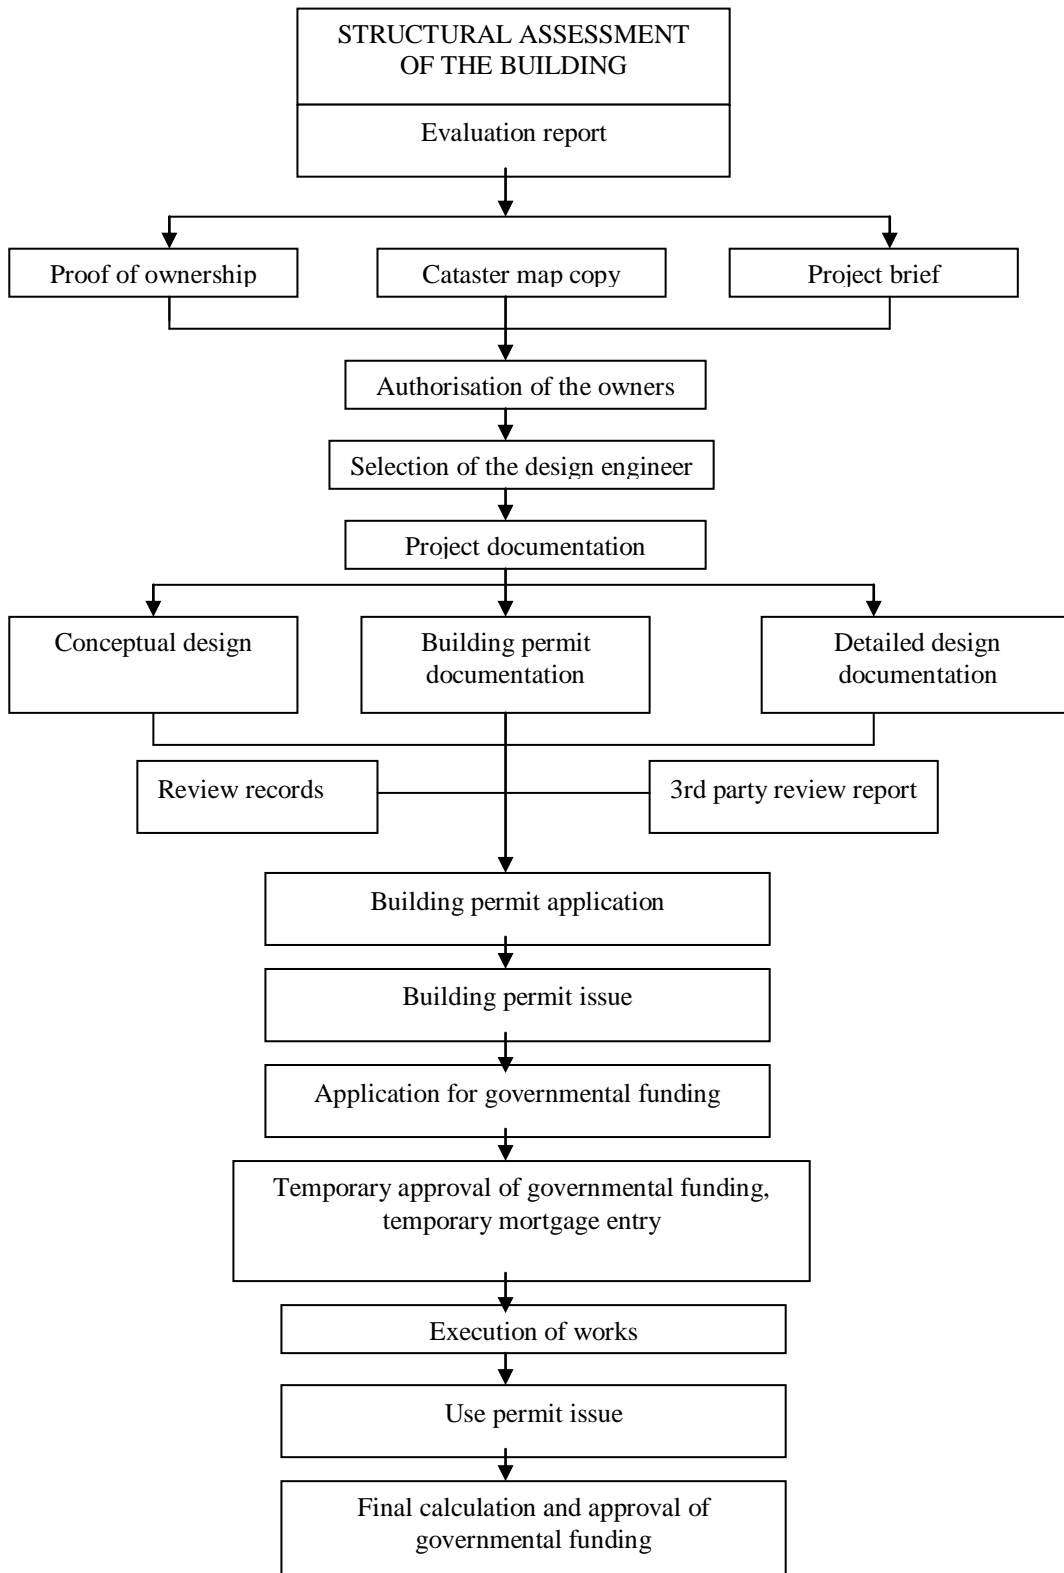 STRUCTURAL ASSESSMENT
OF THE BUILDING
Evaluation report
Proof of ownership
Cataster map copy
Project brief
Authorisation of the owners
Selection of the design engineer
Project documentation
Conceptual design
Building permit
documentation
Detailed design
documentation
Review records
3rd party review report
Building permit application
Building permit issue
Application for governmental funding
Temporary approval of governmental funding,
temporary mortgage entry
Execution of works
Use permit issue
Final calculation and approval of
governmental funding